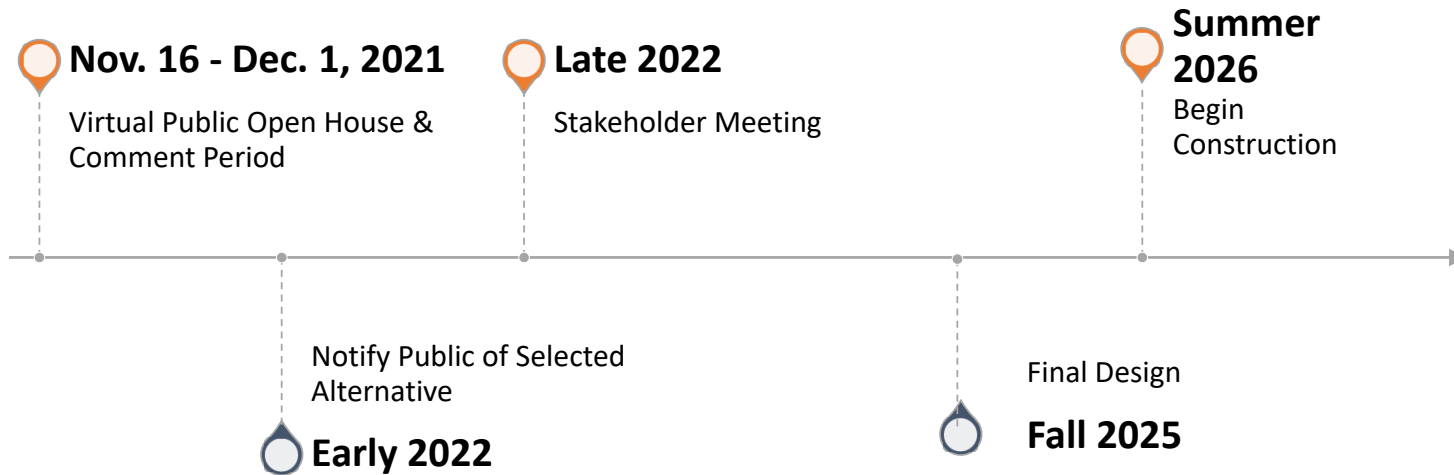 Nov. 16 - Dec. 1, 2021
Virtual Public Open House &
Comment Period
Late 2022
Stakeholder Meeting
Summer
2026
Begin
Construction
Notify Public of Selected
Alternative
Early 2022
Final Design
Fall 2025